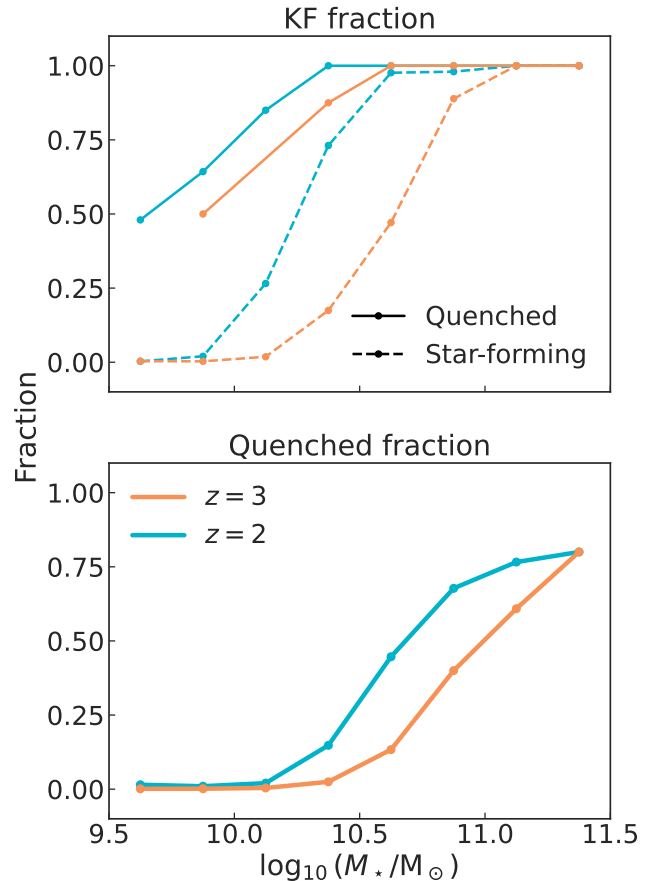 KF fraction
1.00
0.75
0.50
0.25
0.00
Quenched
Star-forming
Fraction
Quenched fraction
1.00
0.75
0.50
0.25
0.00
z = 3
z = 2
9.5 10.0 10.5 11.0 11.5
log₁₀ (M⋆/M⊙)